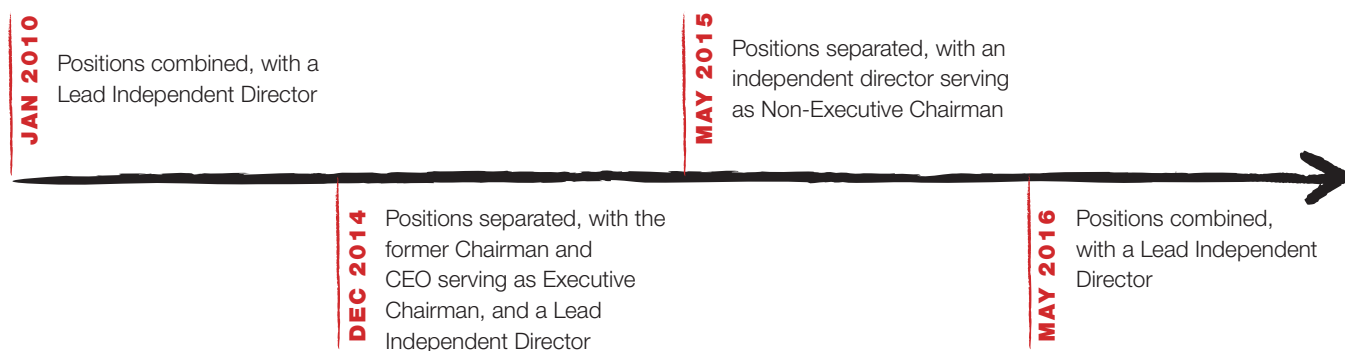 JAN 2010
Positions combined, with a
Lead Independent Director
DEC 2014
Positions separated, with the
former Chairman and
CEO serving as Executive
Chairman, and a Lead
Independent Director
MAY 2015
Positions separated, with an
independent director serving
as Non-Executive Chairman
MAY 2016
Positions combined,
with a Lead Independent
Director